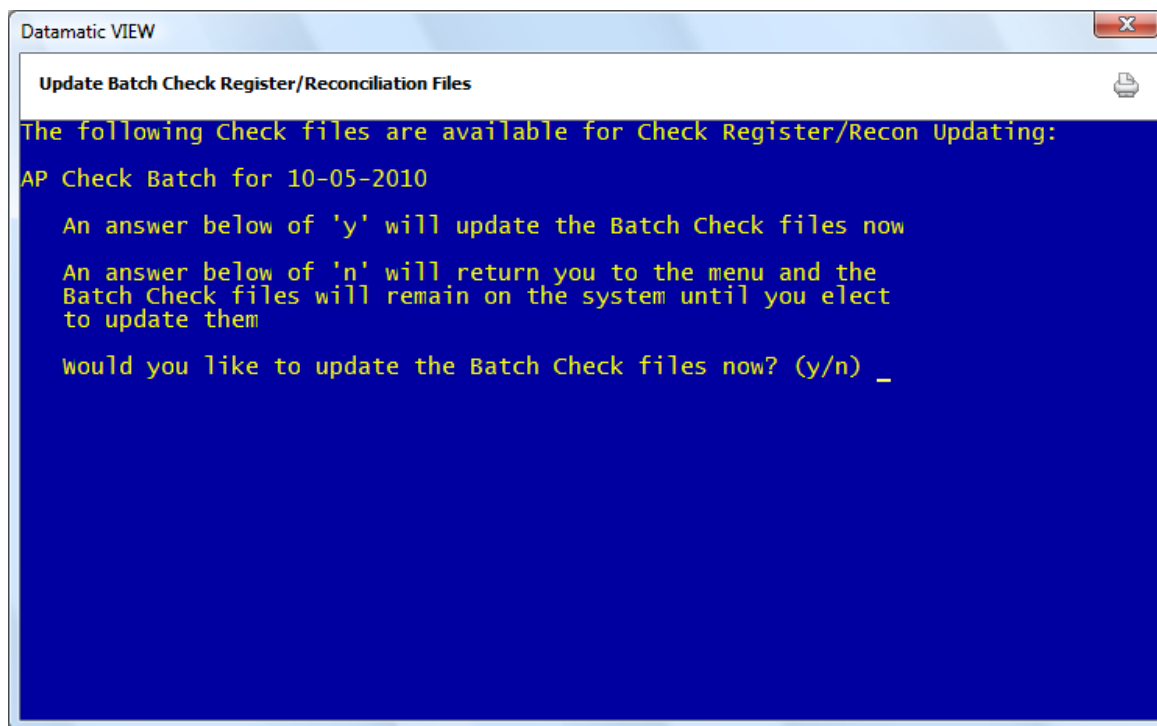 Datamatic VIEW
Update Batch Check Register/Reconciliation Files
The following Check files are available for Check Register/Recon Updating:
AP Check Batch for 10-05-2010
An answer below of 'y' will update the Batch Check files now
An answer below of 'n' will return you to the menu and the
Batch Check files will remain on the system until you elect
to update them
Would you like to update the Batch Check files now? (y/n) _